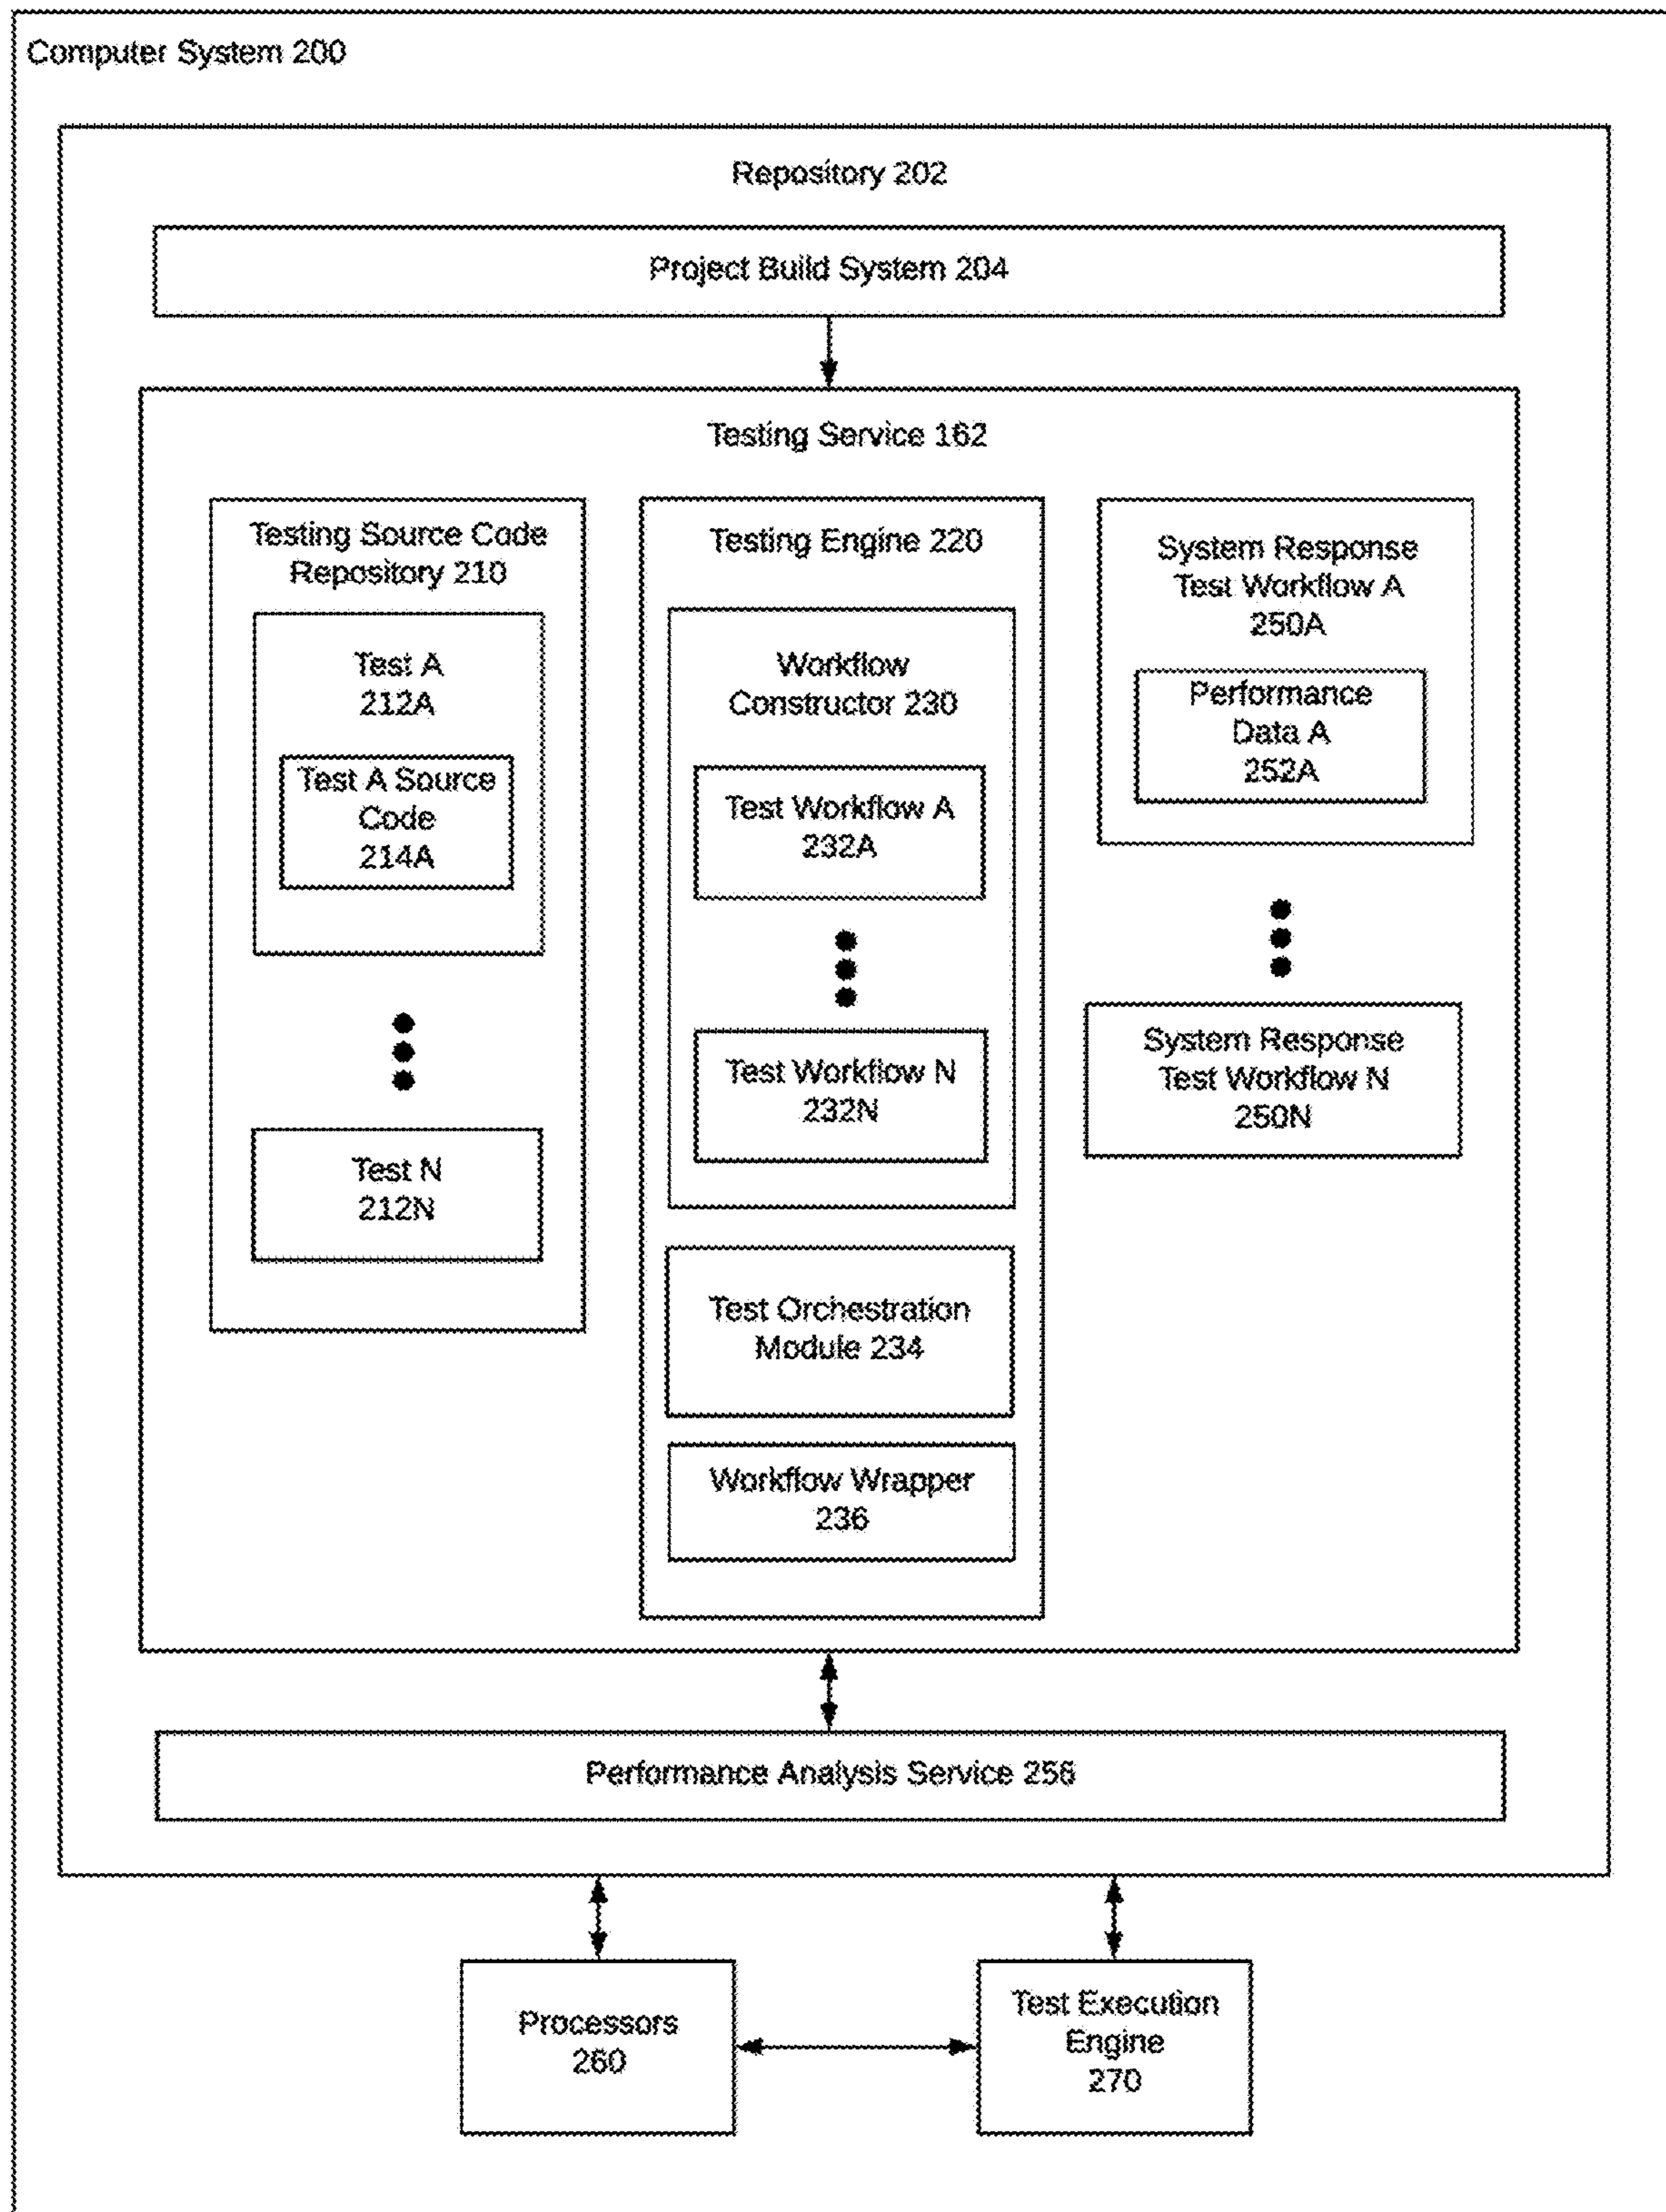 Computer System 200
Repository 202
Project Build System 204
Testing Service 162
Testing Source Code
Repository 210
Test A
212A
Test A Source
Code
214A
Test N
212N
Testing Engine 220
Workflow
Constructor 230
Test Workflow A
232A
Test Workflow N
232N
Test Orchestration
Module 234
Workflow Wrapper
236
System Response
Test Workflow A
250A
Performance
Data A
252A
System Response
Test Workflow N
250N
Performance Analysis Service 256
Processors
260
Test Execution
Engine
270